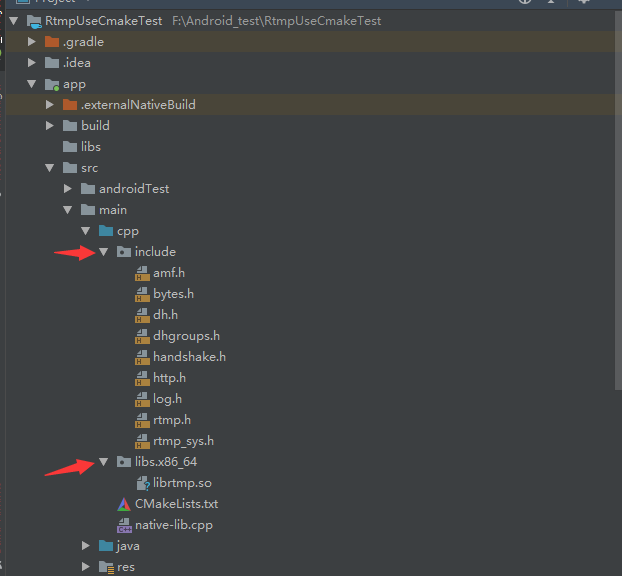 Project
RtmpUseCmakeTest F:\Android_test\RtmpUseCmakeTest
.gradle
.idea
app
.externalNativeBuild
build
libs
src
androidTest
main
cpp
include
amf.h
bytes.h
dh.h
dhgroups.h
handshake.h
http.h
log.h
rtmp.h
rtmp_sys.h
libs.x86_64
librtmp.so
CMakeLists.txt
native-lib.cpp
java
res